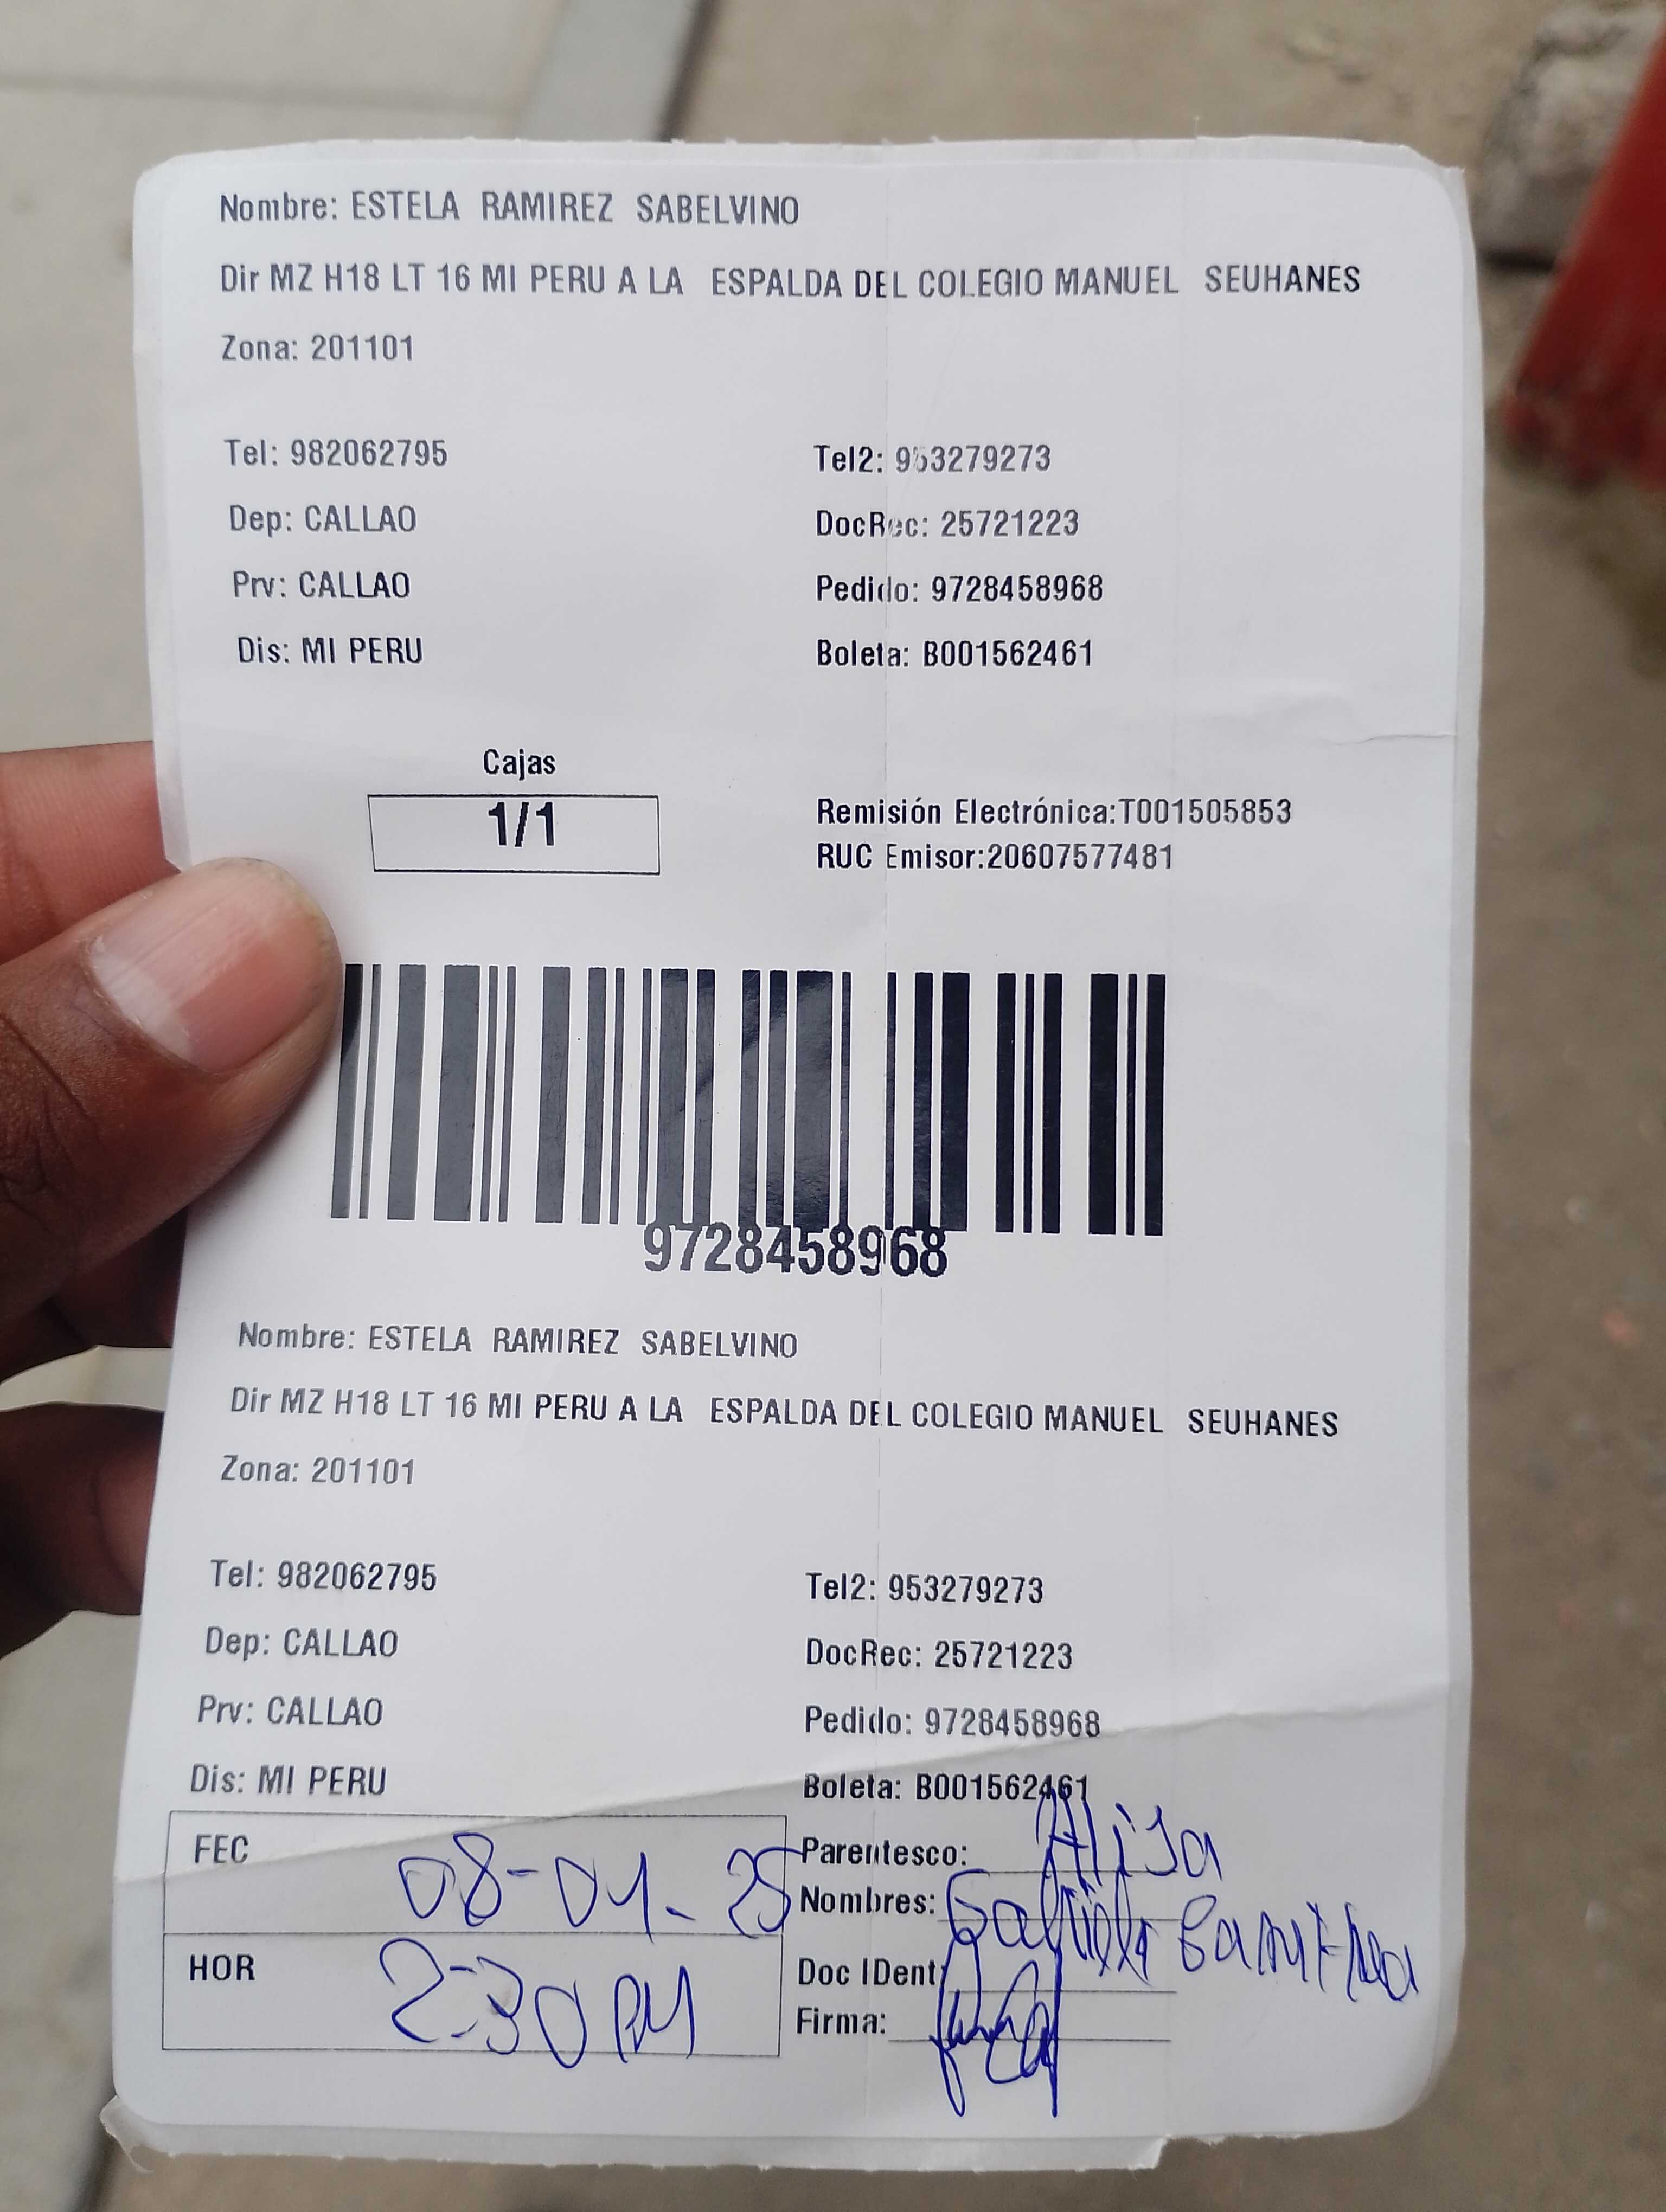 Nombre: ESTELA RAMIREZ SABELVINO
Dir MZ H18 LT 16 MI PERU A LA ESPALDA DEL COLEGIO MANUEL SEUHANES
Zona: 201101
Tel: 982062795 Tel2: 953279273
Dep: CALLAO DocRec: 25721223
Prv: CALLAO Pedido: 9728458968
Dis: MI PERU Boleta: B001562461
Cajas
1/1
Remisión Electrónica:T001505853
RUC Emisor:20607577481
9728458968
Nombre: ESTELA RAMIREZ SABELVINO
Dir MZ H18 LT 16 MI PERU A LA ESPALDA DEL COLEGIO MANUEL SEUHANES
Zona: 201101
Tel: 982062795 Tel2: 953279273
Dep: CALLAO DocRec: 25721223
Prv: CALLAO Pedido: 9728458968
Dis: MI PERU Boleta: B001562461
FEC 08-04-25 Parentesco:
Nombres:
HOR 2:30 PM Doc IDent:
Firma: